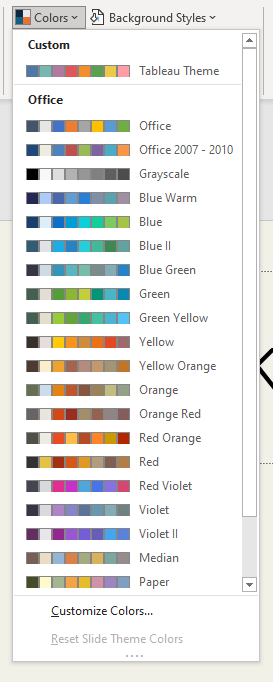 Colors Background Styles
Custom
Tableau Theme
Office
Office
Office 2007 - 2010
Grayscale
Blue Warm
Blue
Blue II
Blue Green
Green
Green Yellow
Yellow
Yellow Orange
Orange
Orange Red
Red Orange
Red
Red Violet
Violet
Violet II
Median
Paper
Customize Colors...
Reset Slide Theme Colors